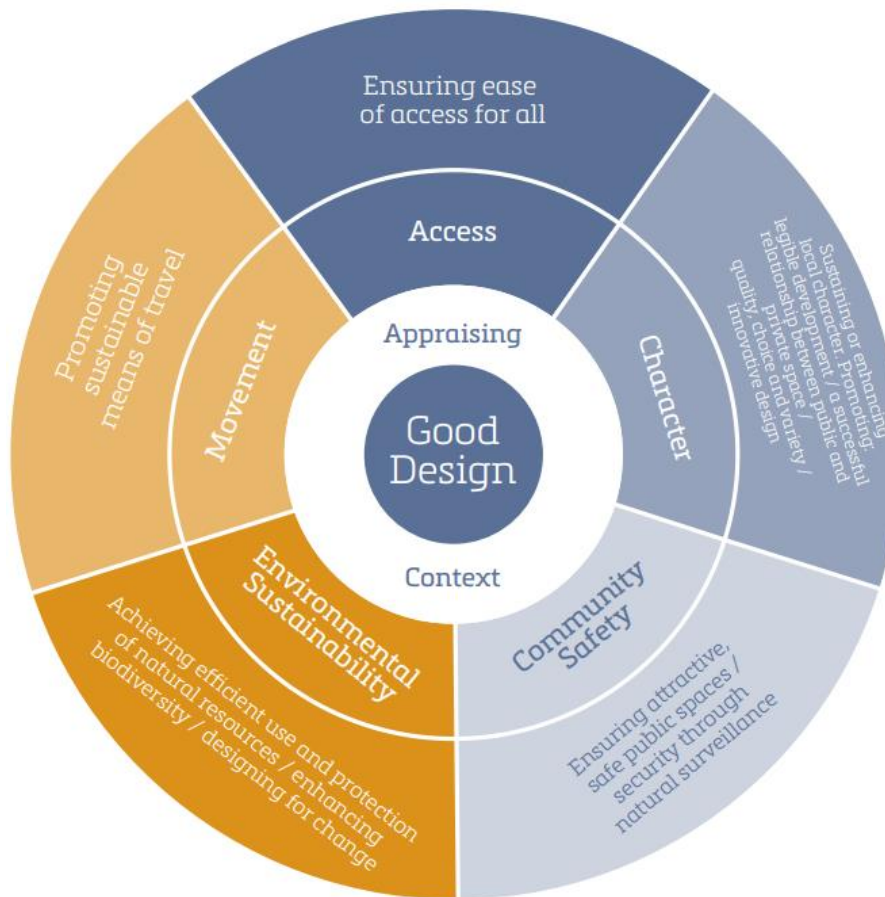 Ensuring ease
of access for all
Access
Sustaining or enhancing
local character. Promoting:
legible development / a successful
relationship between public and
private space /
quality, choice and variety /
innovative design
Character
Ensuring attractive,
safe public spaces /
security through
natural surveillance
Community
Safety
Achieving efficient use and protection
of natural resources / enhancing
biodiversity / designing for change
Environmental
Sustainability
Promoting
sustainable
means of travel
Movement
Appraising
Good
Design
Context